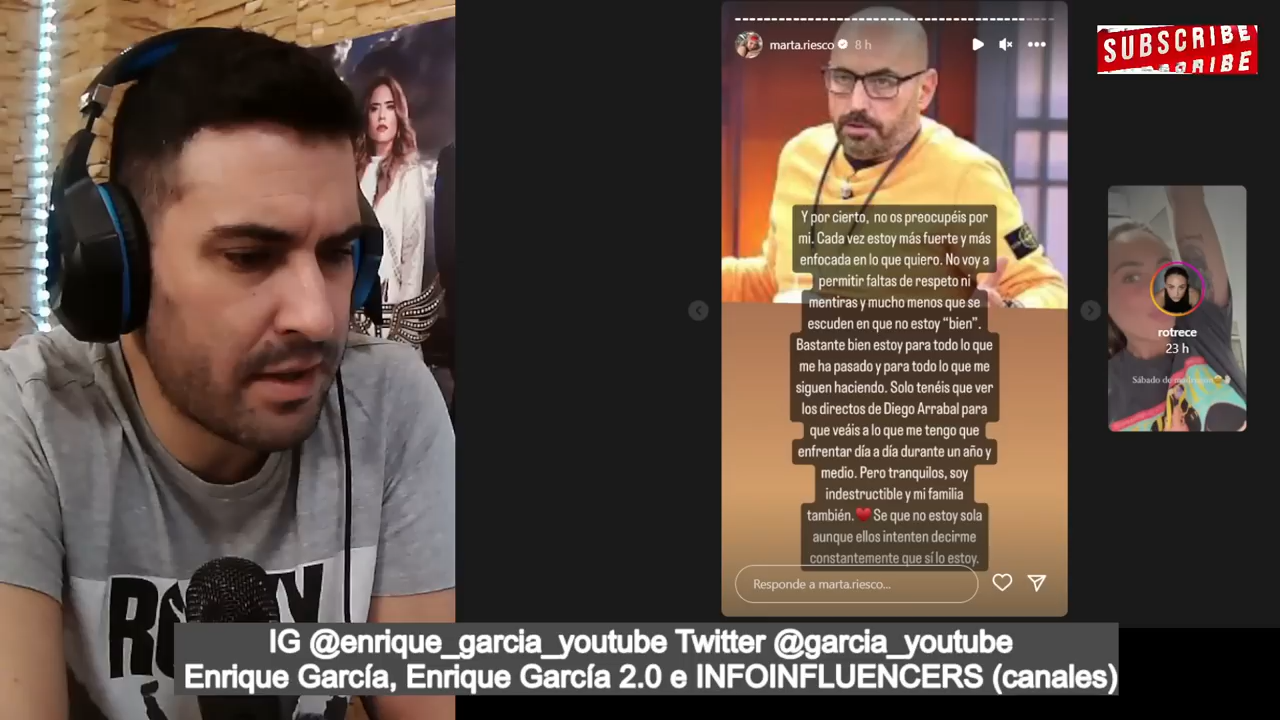 marta.riesco 8 h
SUBSCRIBE
SUBSCRIBE
Y por cierto, no os preocupéis por
mi. Cada vez estoy más fuerte y más
enfocada en lo que quiero. No voy a
permitir faltas de respeto ni
mentiras y mucho menos que se
escuden en que no estoy “bien”.
Bastante bien estoy para todo lo que
me ha pasado y para todo lo que me
siguen haciendo. Solo tenéis que ver
los directos de Diego Arrabal para
que veáis a lo que me tengo que
enfrentar día a día durante un año y
medio. Pero tranquilos, soy
indestructible y mi familia
también.❤️Se que no estoy sola
aunque ellos intenten decirme
constantemente que sí lo estoy.
Responde a marta.riesco...
rotrece
23 h
Sábado de
IG @enrique_garcia_youtube Twitter @garcia_youtube
Enrique García, Enrique García 2.0 e INFOINFLUENCERS (canales)